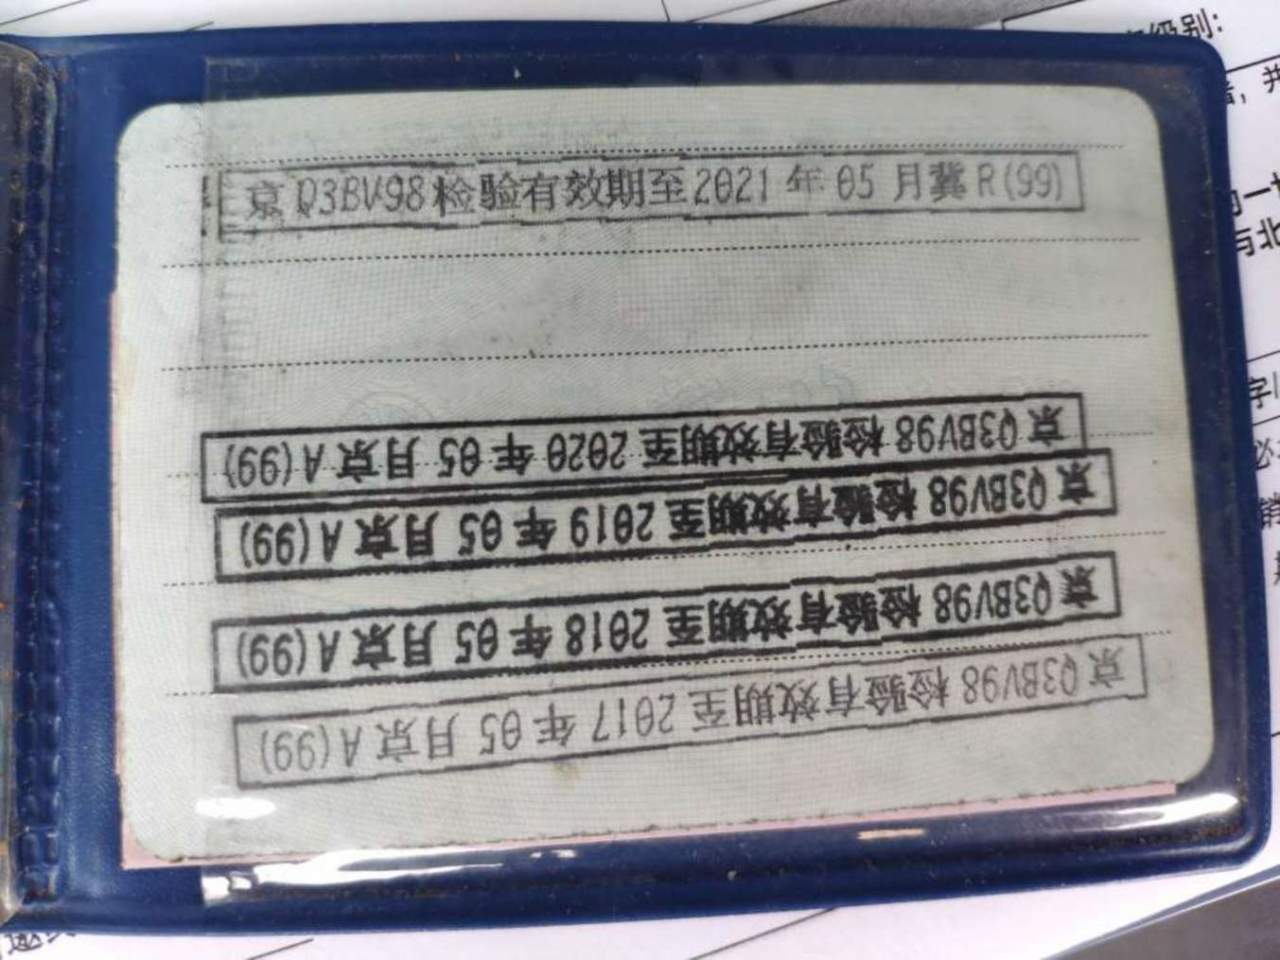 级别:
京Q3BV98检验有效期至2021年05月冀R(99)
京Q3BV98检验有效期至2020年05月京A(99)
京Q3BV98检验有效期至2019年05月京A(99)
京Q3BV98检验有效期至2018年05月京A(99)
京Q3BV98检验有效期至2017年05月京A(99)
与北
字
必